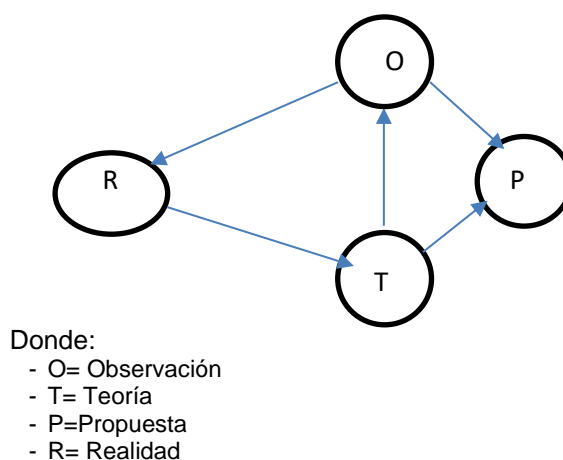 O
P
R
T
Donde:
- O= Observación
- T= Teoría
- P=Propuesta
- R= Realidad